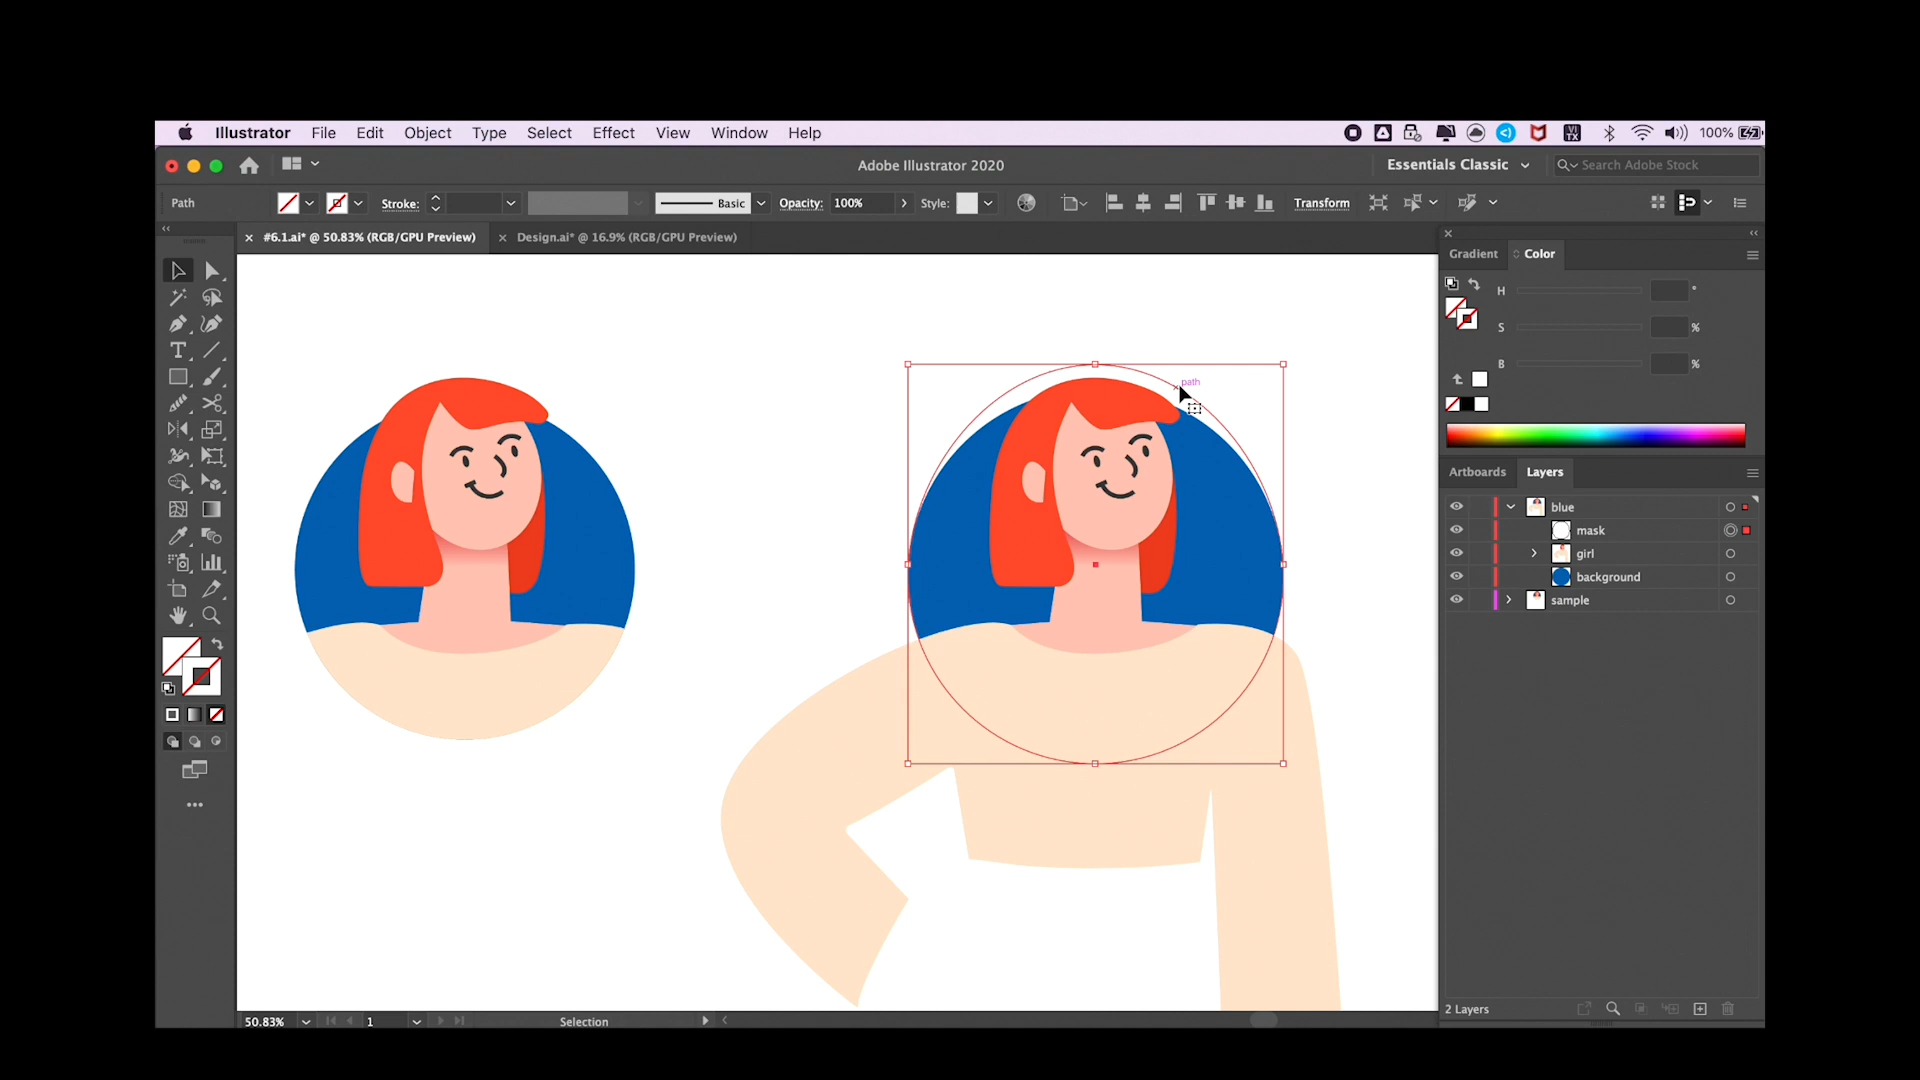 Illustrator File Edit Object Type Select Effect View Window Help 100%
Adobe Illustrator 2020 Essentials Classic Search Adobe Stock
Path Stroke: Basic Opacity: 100% Style: Transform
#6.1.ai* @ 50.83% (RGB/GPU Preview) Design.ai* @ 16.9% (RGB/GPU Preview)
Gradient Color
H °
S %
B %
path
Artboards Layers
blue
mask
girl
background
sample
2 Layers
50.83% 1 Selection